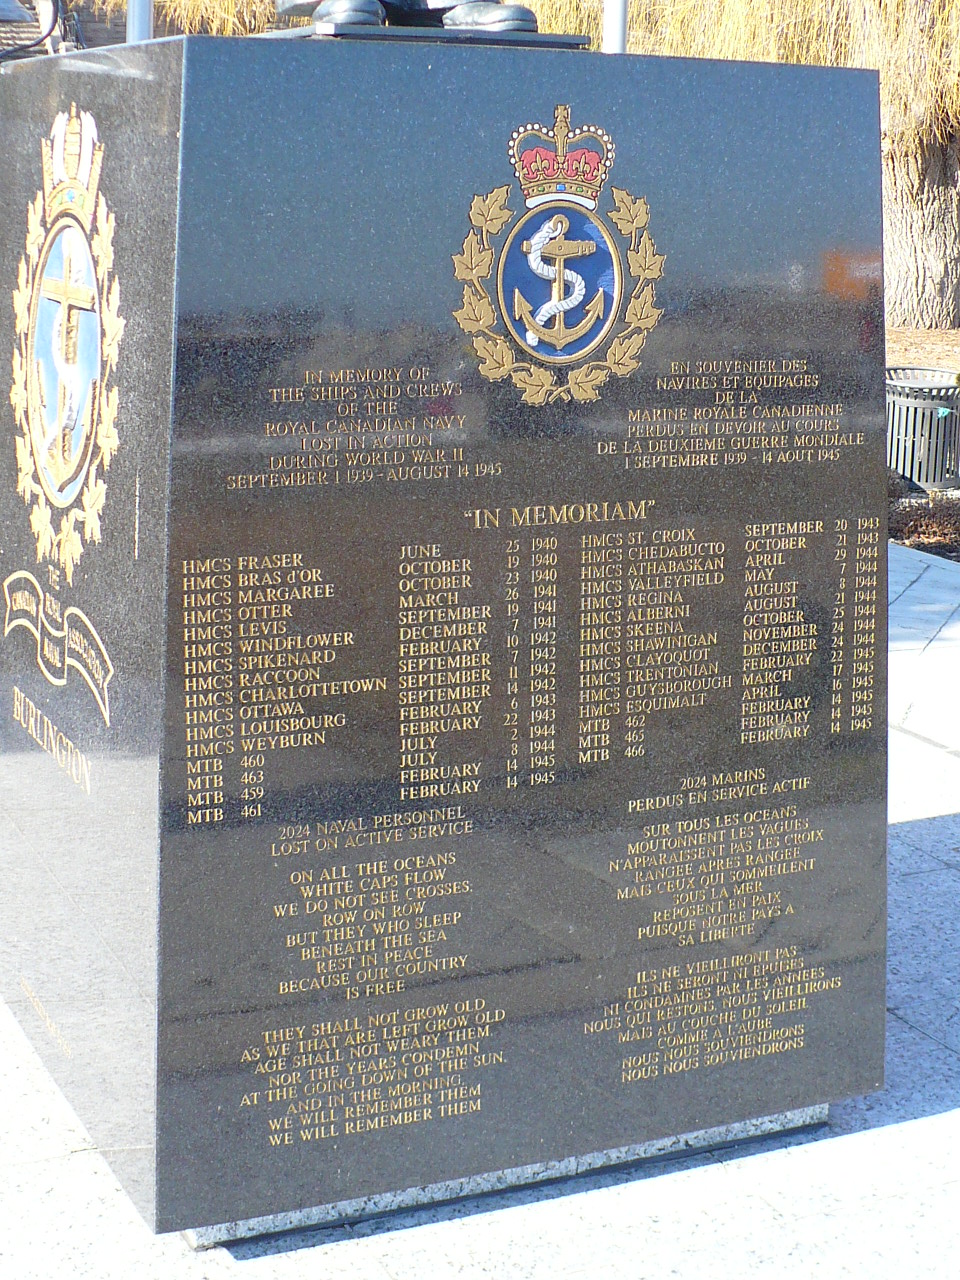 IN MEMORY OF
THE SHIPS AND CREWS
OF THE
ROYAL CANADIAN NAVY
LOST IN ACTION
DURING WORLD WAR II
SEPTEMBER 1 1939 - AUGUST 14 1945
EN SOUVENIER DES
NAVIRES ET EQUIPAGES
DE LA
MARINE ROYALE CANADIENNE
PERDUS EN DEVOIR AU COURS
DE LA DEUXIEME GUERRE MONDIALE
1 SEPTEMBRE 1939 - 14 AOUT 1945
"IN MEMORIAM"
HMCS FRASER JUNE 25 1940
HMCS BRAS d'OR OCTOBER 19 1940
HMCS MARGAREE OCTOBER 23 1940
HMCS OTTER MARCH 26 1941
HMCS LEVIS SEPTEMBER 19 1941
HMCS WINDFLOWER DECEMBER 7 1941
HMCS SPIKENARD FEBRUARY 10 1942
HMCS RACCOON SEPTEMBER 7 1942
HMCS CHARLOTTETOWN SEPTEMBER 11 1942
HMCS OTTAWA SEPTEMBER 14 1942
HMCS LOUISBOURG FEBRUARY 6 1943
HMCS WEYBURN FEBRUARY 22 1943
MTB 460 JULY 2 1944
MTB 463 JULY 8 1944
MTB 459 FEBRUARY 14 1945
MTB 461 FEBRUARY 14 1945
HMCS ST. CROIX SEPTEMBER 20 1943
HMCS CHEDABUCTO OCTOBER 21 1943
HMCS ATHABASKAN APRIL 29 1944
HMCS VALLEYFIELD MAY 7 1944
HMCS REGINA AUGUST 8 1944
HMCS ALBERNI AUGUST 21 1944
HMCS SKEENA OCTOBER 25 1944
HMCS SHAWINIGAN NOVEMBER 24 1944
HMCS CLAYOQUOT DECEMBER 24 1944
HMCS TRENTONIAN FEBRUARY 22 1945
HMCS GUYSBOROUGH MARCH 17 1945
HMCS ESQUIMALT APRIL 16 1945
MTB 462 FEBRUARY 14 1945
MTB 466 FEBRUARY 14 1945
2024 NAVAL PERSONNEL
LOST ON ACTIVE SERVICE
ON ALL THE OCEANS
WHITE CAPS FLOW
WE DO NOT SEE CROSSES;
ROW ON ROW
BUT THEY WHO SLEEP
BENEATH THE SEA
REST IN PEACE
BECAUSE OUR COUNTRY
IS FREE
THEY SHALL NOT GROW OLD
AS WE THAT ARE LEFT GROW OLD
AGE SHALL NOT WEARY THEM
NOR THE YEARS CONDEMN
AT THE GOING DOWN OF THE SUN.
AND IN THE MORNING,
WE WILL REMEMBER THEM
WE WILL REMEMBER THEM
2024 MARINS
PERDUS EN SERVICE ACTIF
SUR TOUS LES OCEANS
MOUTONNENT LES VAGUES
N'APPARAISSENT PAS LES CROIX
RANGEE APRES RANGEE
MAIS CEUX QUI SOMMEILENT
SOUS LA MER
REPOSENT EN PAIX
PUISQUE NOTRE PAYS A
SA LIBERTE
ILS NE VIEILLIRONT PAS
ILS NE SERONT NI EPUISES
NI CONDAMNES PAR LES ANNEES
NOUS QUI RESTONS, NOUS VIEILLIRONS
MAIS AU COUCHE DU SOLEIL
COMME A L'AUBE
NOUS NOUS SOUVIENDRONS
NOUS NOUS SOUVIENDRONS
THE
ROYAL
CANADIAN
NAVAL
ASSOCIATION
BURLINGTON